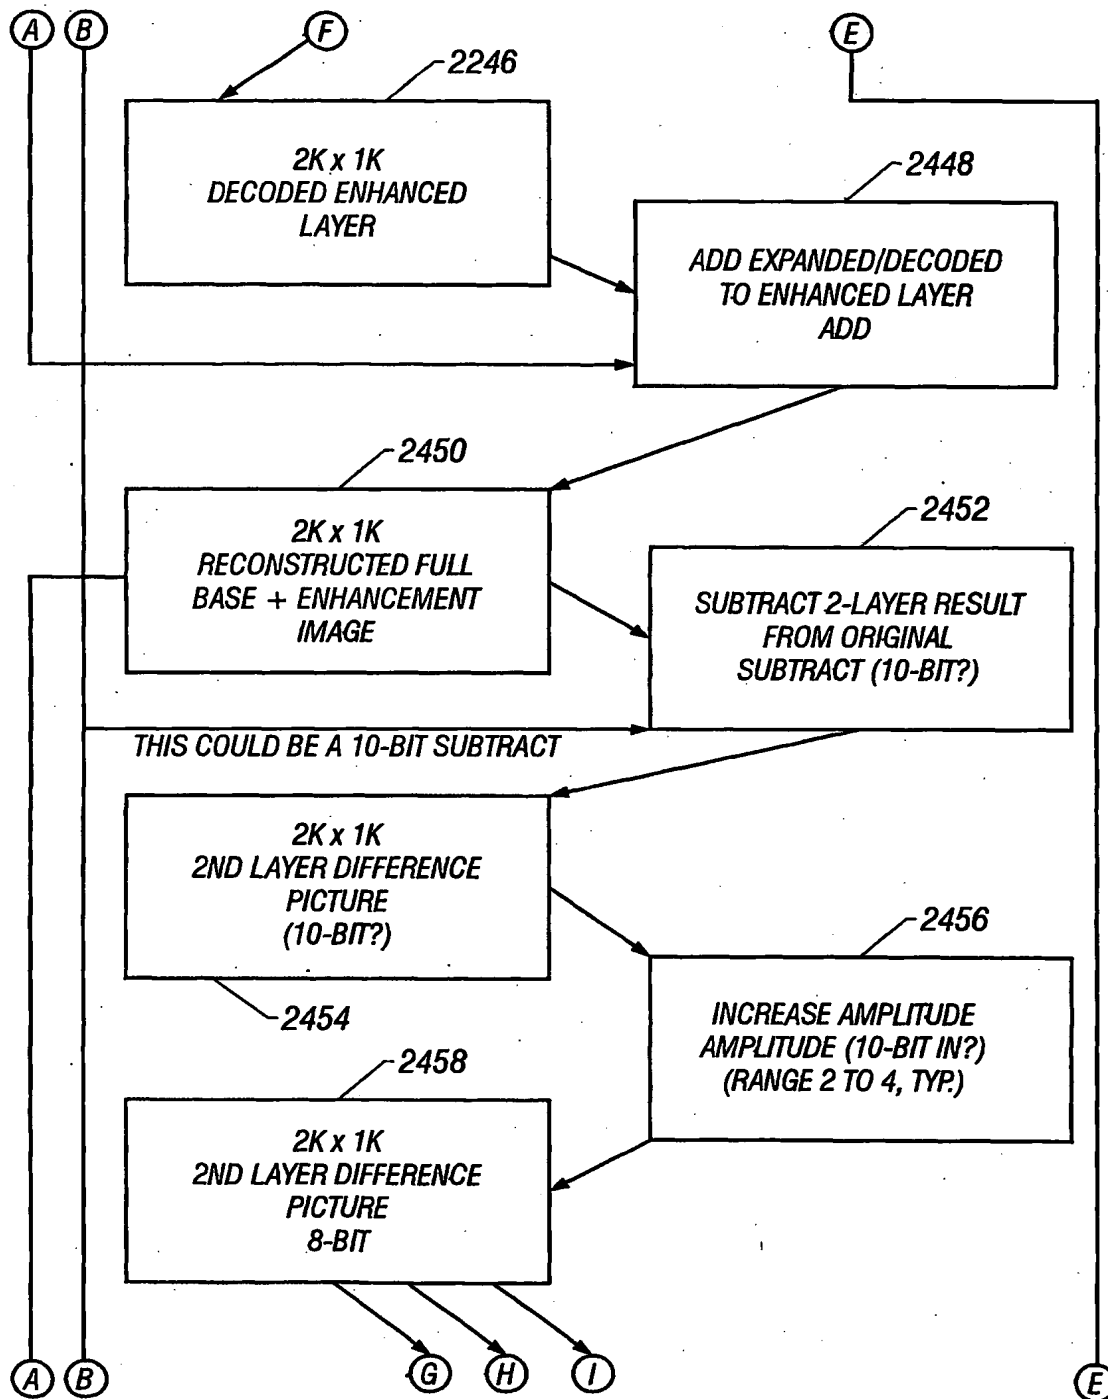 A B F E
2246
2K x 1K
DECODED ENHANCED
LAYER
2448
ADD EXPANDED/DECODED
TO ENHANCED LAYER
ADD
2450
2K x 1K
RECONSTRUCTED FULL
BASE + ENHANCEMENT
IMAGE
2452
SUBTRACT 2-LAYER RESULT
FROM ORIGINAL
SUBTRACT (10-BIT?)
THIS COULD BE A 10-BIT SUBTRACT
2K x 1K
2ND LAYER DIFFERENCE
PICTURE
(10-BIT?)
2454
2456
INCREASE AMPLITUDE
AMPLITUDE (10-BIT IN?)
(RANGE 2 TO 4, TYP.)
2458
2K x 1K
2ND LAYER DIFFERENCE
PICTURE
8-BIT
A B G H I E